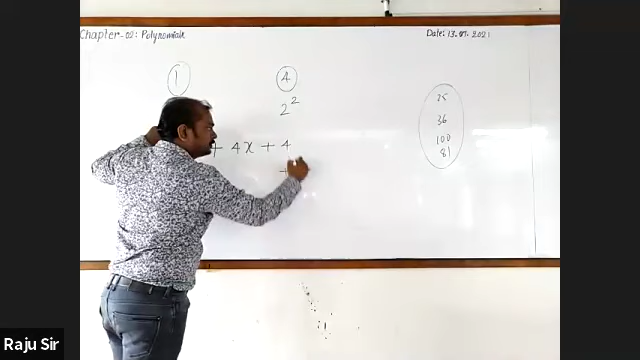 Chapter-02: Polynomials
Date: 13.07.2021
1
4
2²
+ 4x + 4
+
25
36
100
81
Raju Sir